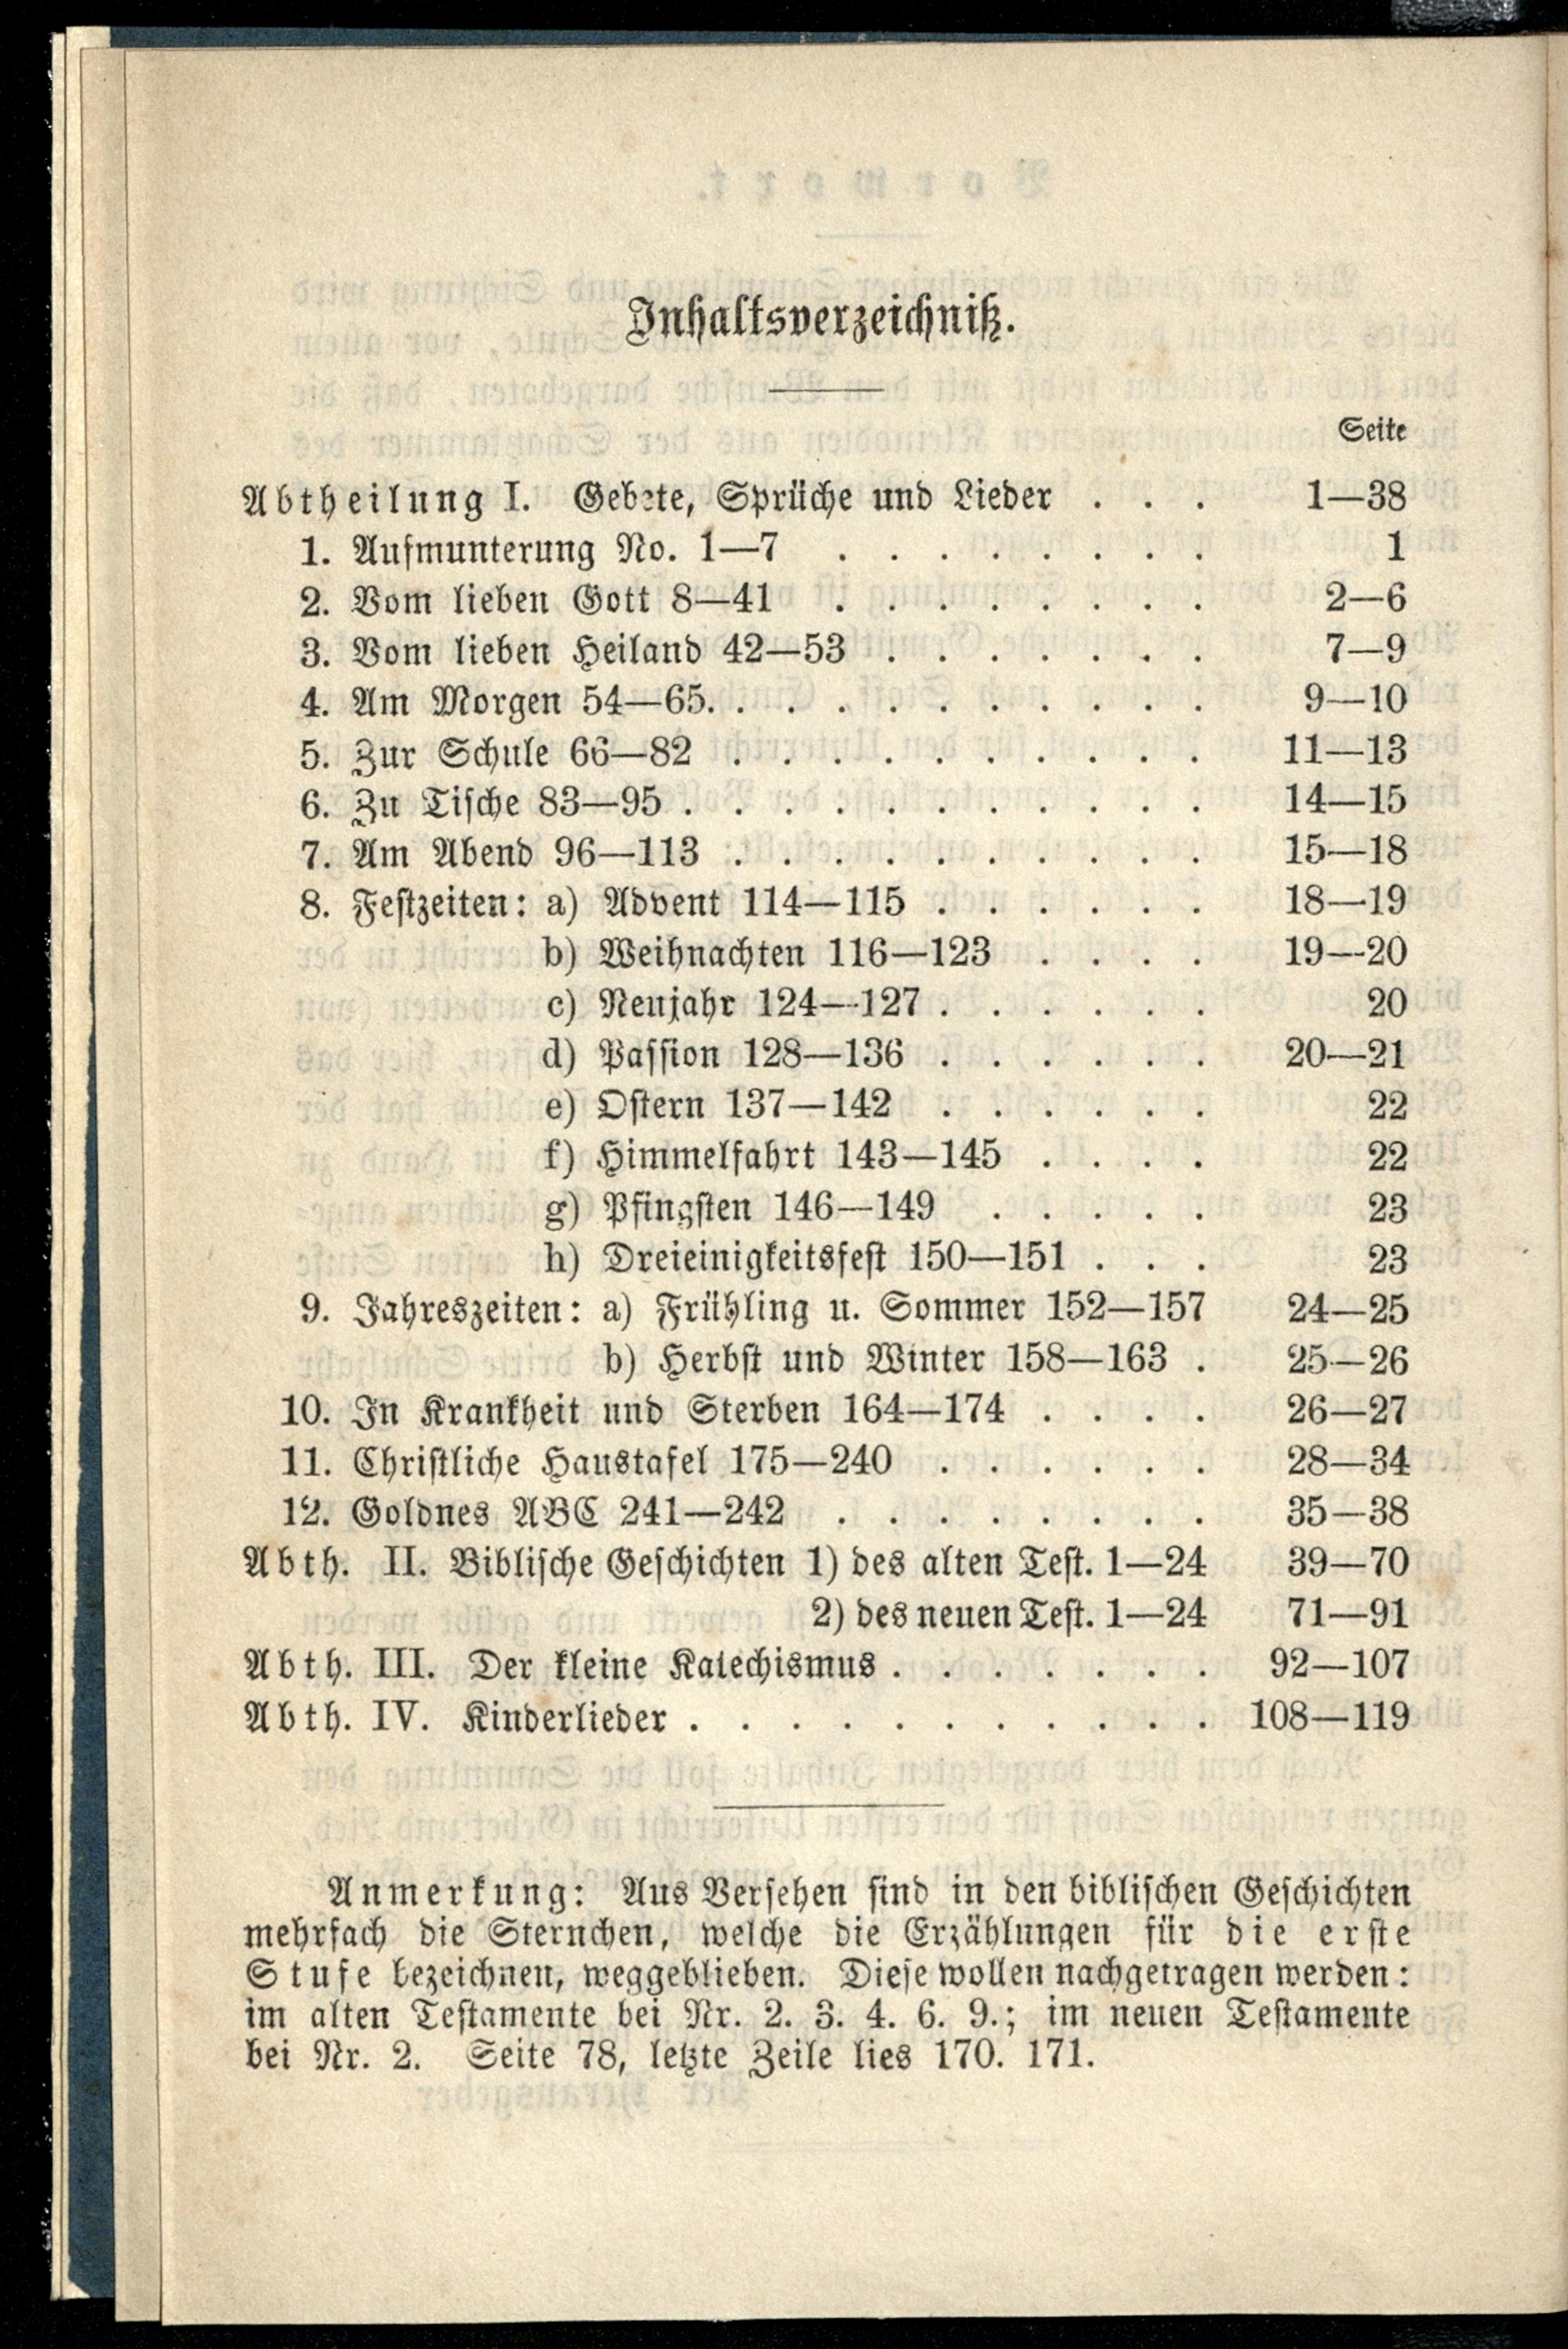 Inhaltsverzeichniß.
Seite
Abtheilung I. Gebete, Sprüche und Lieder . . . 1—38
1. Aufmunterung No. 1—7 . . . . . . . . 1
2. Vom lieben Gott 8—41 . . . . . . . . 2—6
3. Vom lieben Heiland 42—53 . . . . . . . 7—9
4. Am Morgen 54—65. . . . . . . . . . . 9—10
5. Zur Schule 66—82 . . . . . . . . . . 11—13
6. Zu Tische 83—95 . . . . . . . . . . . 14—15
7. Am Abend 96—113 . . . . . . . . . . 15—18
8. Festzeiten: a) Advent 114—115 . . . . . . 18—19
b) Weihnachten 116—123 . . . . 19—20
c) Neujahr 124—127 . . . . . . 20
d) Passion 128—136 . . . . . . 20—21
e) Ostern 137—142 . . . . . . 22
f) Himmelfahrt 143—145 . . . . 22
g) Pfingsten 146—149 . . . . . 23
h) Dreieinigkeitsfest 150—151 . . . 23
9. Jahreszeiten: a) Frühling u. Sommer 152—157 24—25
b) Herbst und Winter 158—163 . 25—26
10. In Krankheit und Sterben 164—174 . . . . 26—27
11. Christliche Haustafel 175—240 . . . . . . 28—34
12. Goldnes ABC 241—242 . . . . . . . . 35—38
Abth. II. Biblische Geschichten 1) des alten Test. 1—24 39—70
2) des neuen Test. 1—24 71—91
Abth. III. Der kleine Katechismus . . . . . . . 92—107
Abth. IV. Kinderlieder . . . . . . . . . . . 108—119
Anmerkung: Aus Versehen sind in den biblischen Geschichten
mehrfach die Sternchen, welche die Erzählungen für die erste
Stufe bezeichnen, weggeblieben. Diese wollen nachgetragen werden:
im alten Testamente bei Nr. 2. 3. 4. 6. 9.; im neuen Testamente
bei Nr. 2. Seite 78, letzte Zeile lies 170. 171.